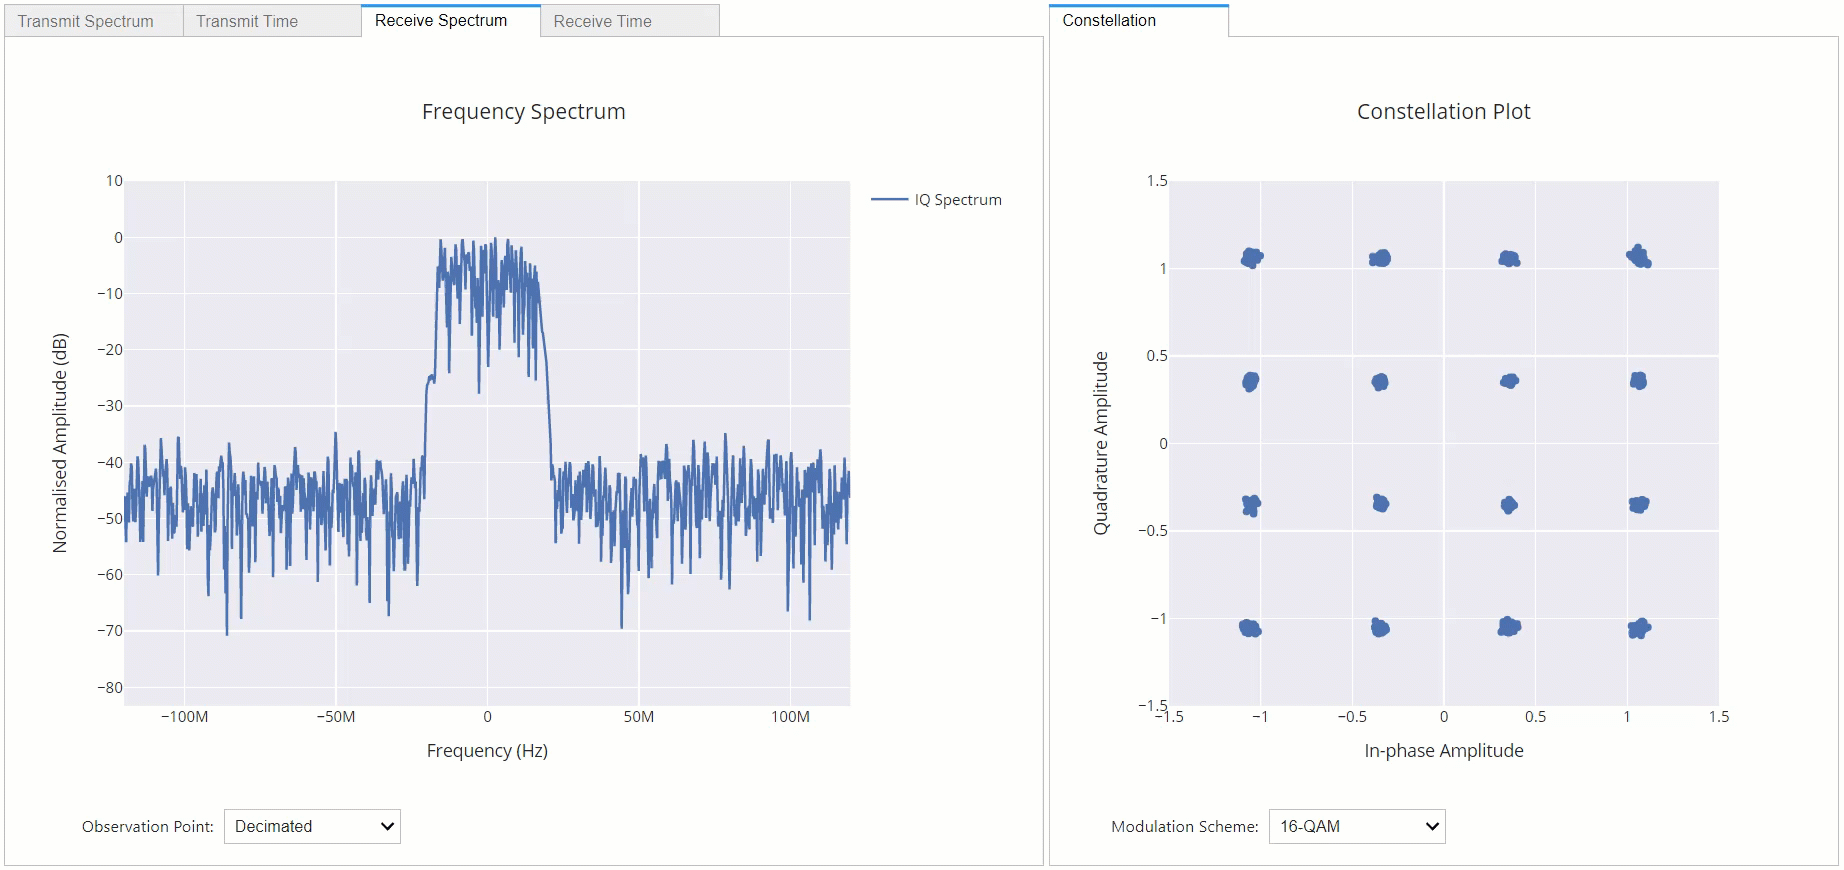 Transmit Spectrum
Transmit Time
Receive Spectrum
Receive Time
Frequency Spectrum
10
0
−10
−20
−30
−40
−50
−60
−70
−80
Normalised Amplitude (dB)
−100M
−50M
0
50M
100M
Frequency (Hz)
IQ Spectrum
Observation Point:
Decimated
Constellation
Constellation Plot
1.5
1
0.5
0
−0.5
−1
−1.5
Quadrature Amplitude
−1.5
−1
−0.5
0
0.5
1
1.5
In-phase Amplitude
Modulation Scheme:
16-QAM